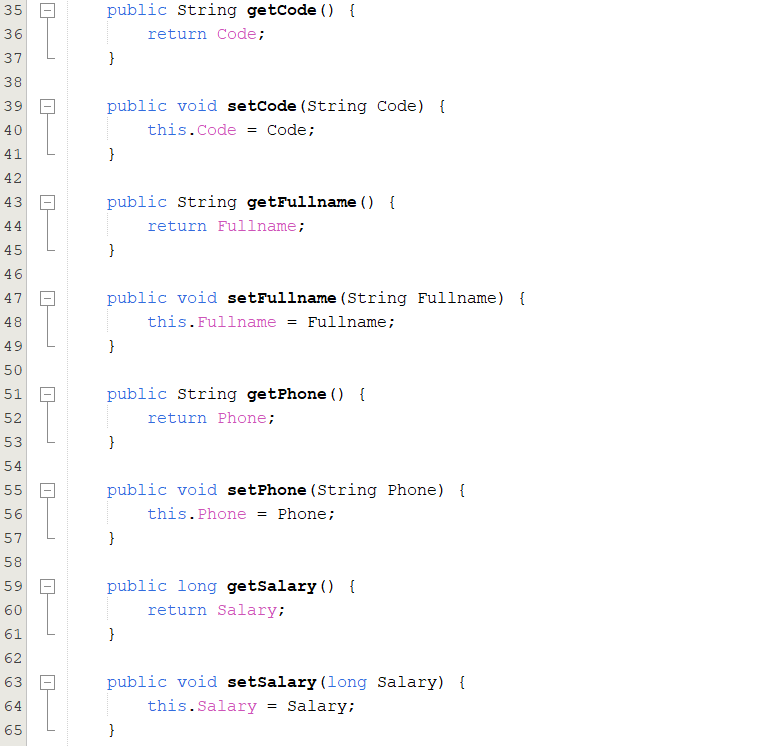 35 public String getCode() {
36 return Code;
37 }
38
39 public void setCode(String Code) {
40 this.Code = Code;
41 }
42
43 public String getFullname() {
44 return Fullname;
45 }
46
47 public void setFullname(String Fullname) {
48 this.Fullname = Fullname;
49 }
50
51 public String getPhone() {
52 return Phone;
53 }
54
55 public void setPhone(String Phone) {
56 this.Phone = Phone;
57 }
58
59 public long getSalary() {
60 return Salary;
61 }
62
63 public void setSalary(long Salary) {
64 this.Salary = Salary;
65 }